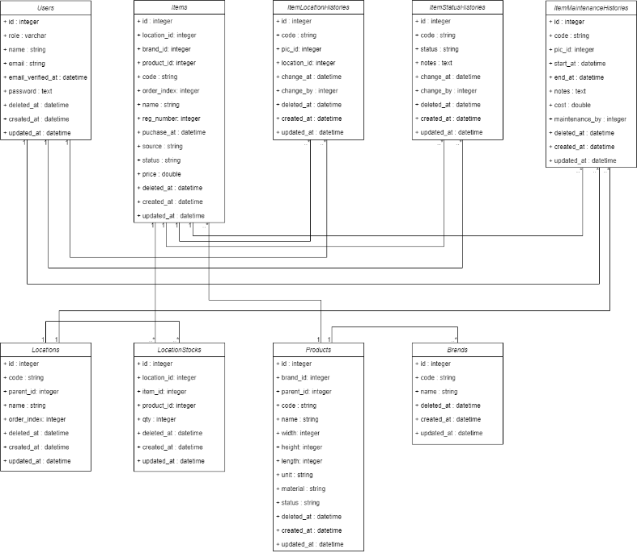 Users
+ id : integer
+ role : varchar
+ name : string
+ email : string
+ email_verified_at : datetime
+ password : text
+ deleted_at : datetime
+ created_at : datetime
+ updated_at : datetime
Items
+ id : integer
+ location_id: integer
+ brand_id: integer
+ product_id: integer
+ code : string
+ order_index: integer
+ name : string
+ reg_number: integer
+ puchase_at : datetime
+ source : string
+ status : string
+ price : double
+ deleted_at : datetime
+ created_at : datetime
+ updated_at : datetime
ItemLocationHistories
+ id : integer
+ code : string
+ pic_id : integer
+ location_id : integer
+ change_at : datetime
+ change_by : integer
+ deleted_at : datetime
+ created_at : datetime
+ updated_at : datetime
ItemStatusHistories
+ id : integer
+ code : string
+ status : string
+ notes : text
+ change_at : datetime
+ change_by : integer
+ deleted_at : datetime
+ created_at : datetime
+ updated_at : datetime
ItemMaintenanceHistories
+ id : integer
+ code : string
+ pic_id : integer
+ start_at : datetime
+ end_at : datetime
+ notes : text
+ cost : double
+ maintenance_by : integer
+ deleted_at : datetime
+ created_at : datetime
+ updated_at : datetime
Locations
+ id : integer
+ code : string
+ parent_id: integer
+ name : string
+ order_index: integer
+ deleted_at : datetime
+ created_at : datetime
+ updated_at : datetime
LocationStocks
+ id : integer
+ location_id: integer
+ item_id : integer
+ product_id: integer
+ qty : integer
+ deleted_at : datetime
+ created_at : datetime
+ updated_at : datetime
Products
+ id : integer
+ brand_id : integer
+ parent_id: integer
+ code : string
+ name : string
+ width: integer
+ height: integer
+ length: integer
+ unit : string
+ material : string
+ status : string
+ deleted_at : datetime
+ created_at : datetime
+ updated_at : datetime
Brands
+ id : integer
+ code : string
+ name : string
+ deleted_at : datetime
+ created_at : datetime
+ updated_at : datetime